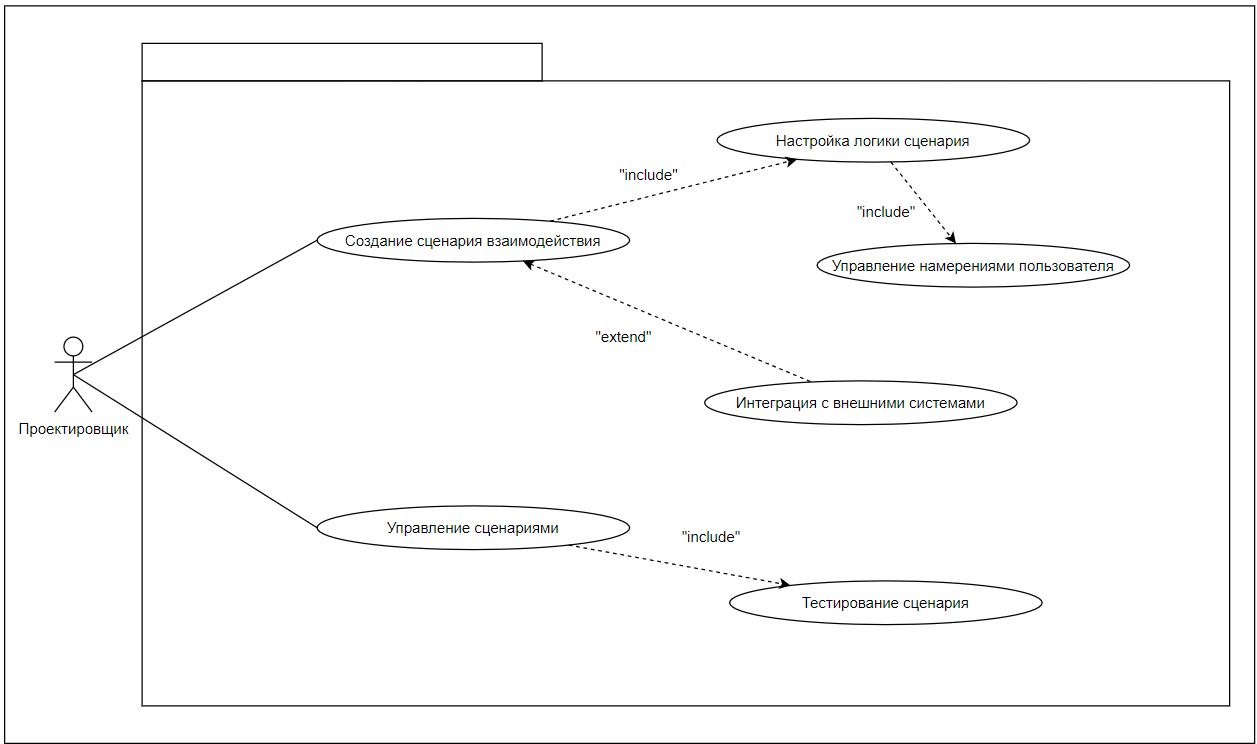 Настройка логики сценария
"include"
"include"
Создание сценария взаимодействия
Управление намерениями пользователя
"extend"
Интеграция с внешними системами
Проектировщик
Управление сценариями
"include"
Тестирование сценария